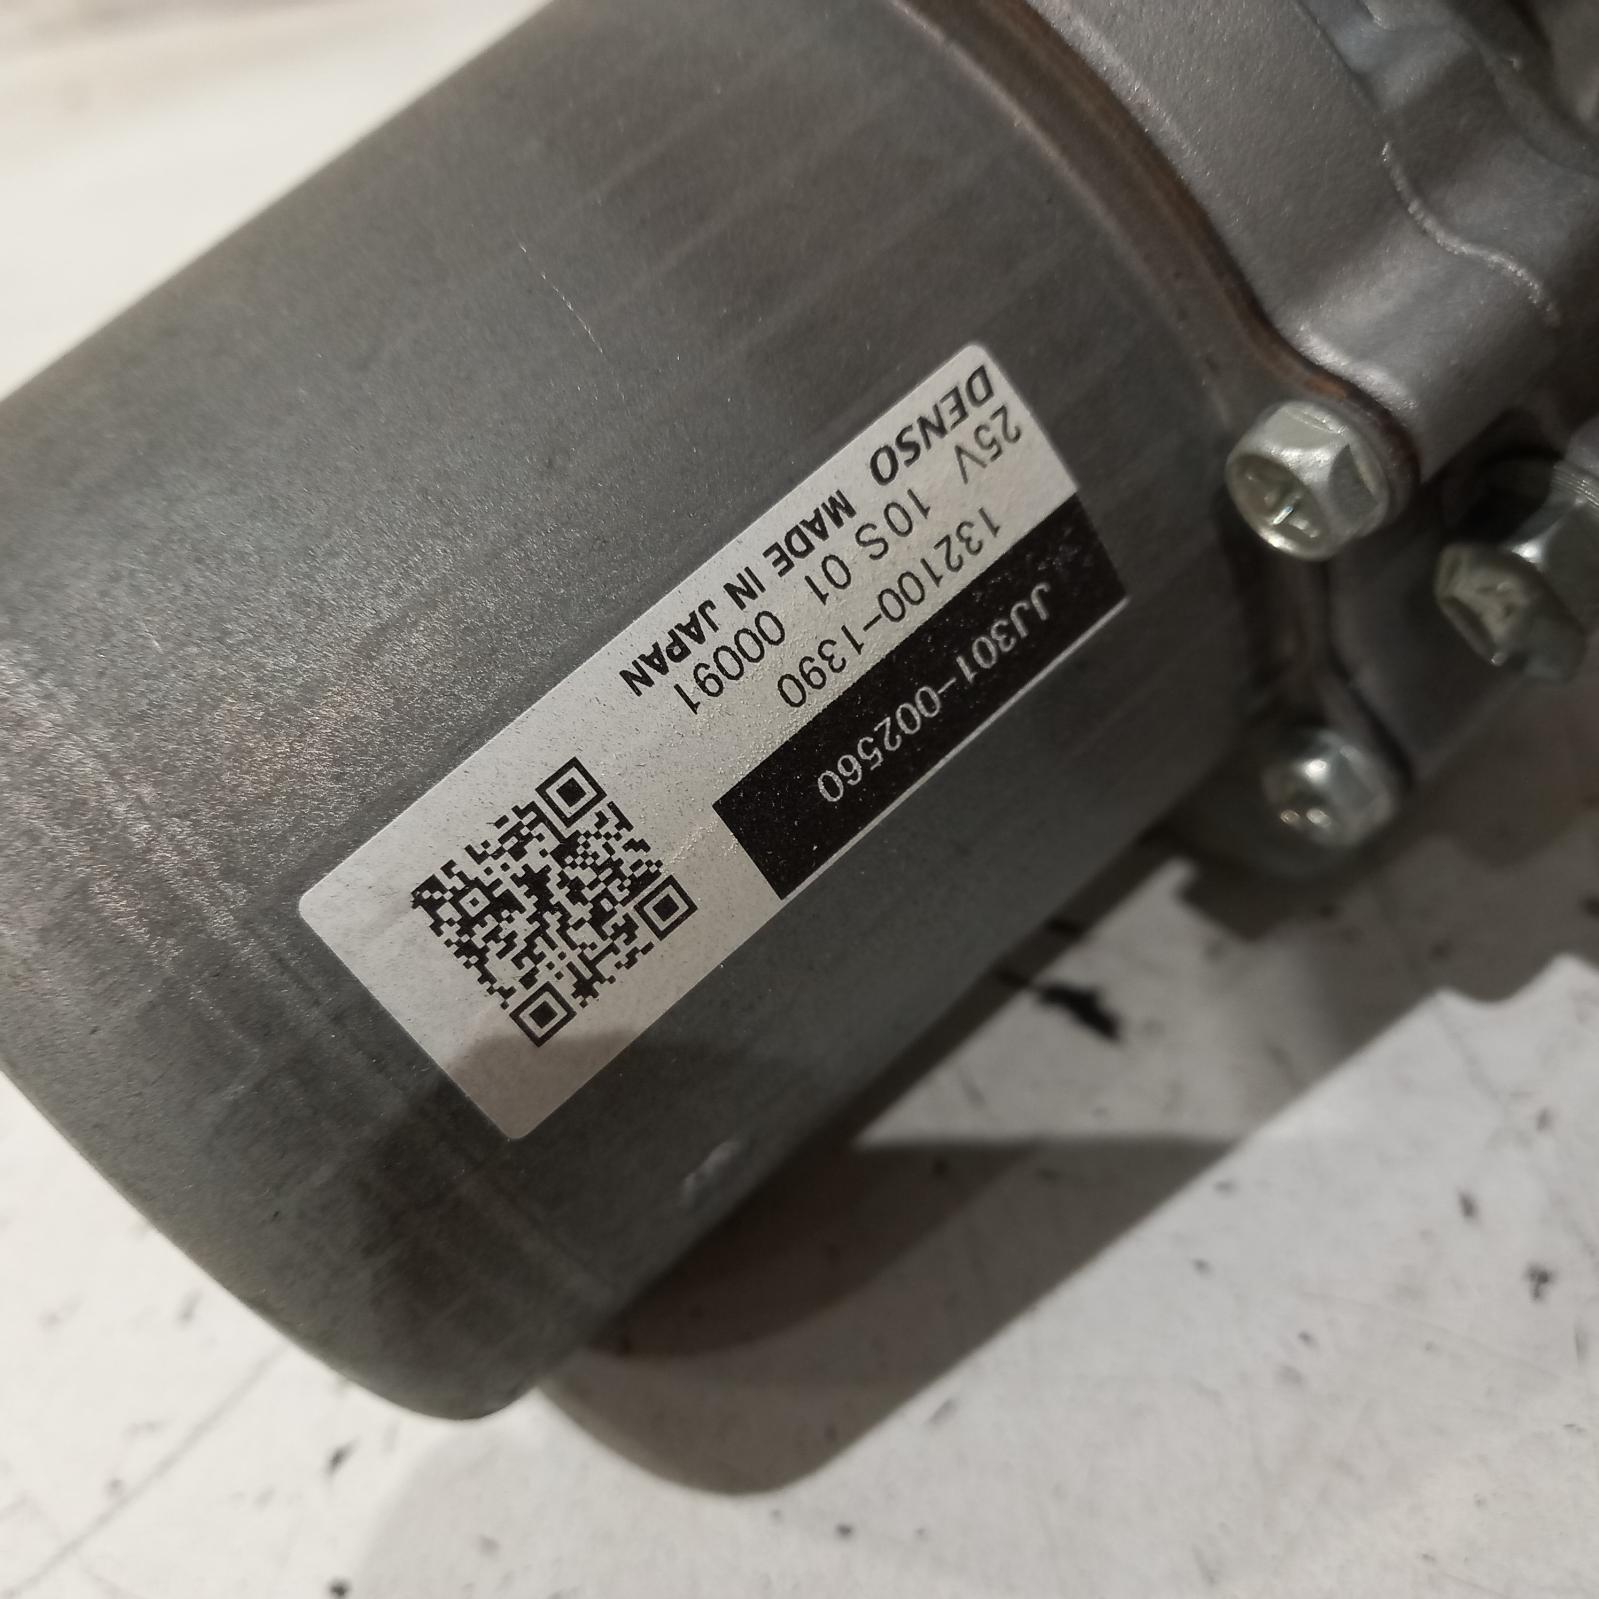 JJ301-002560
132100-1390
25V 10S 01 00091
DENSO MADE IN JAPAN